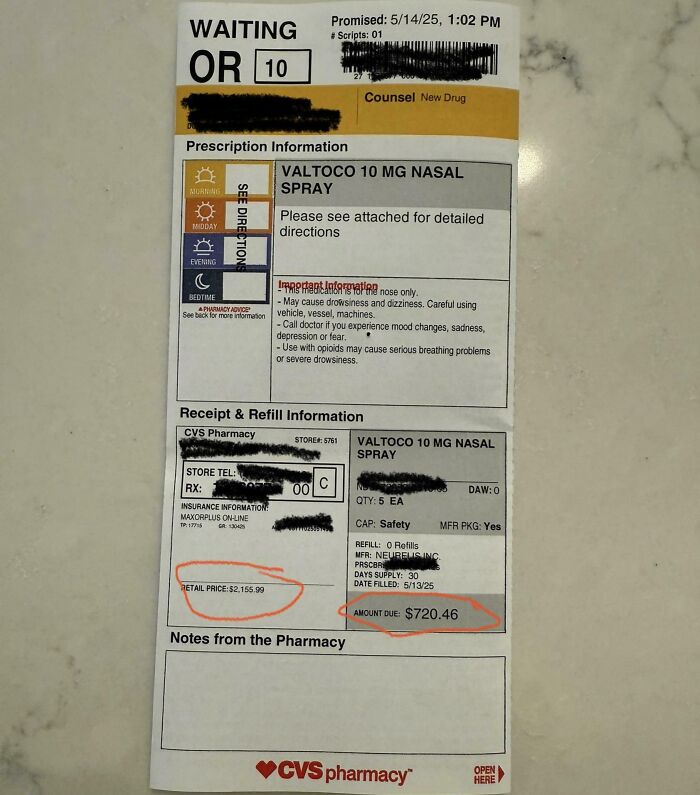 WAITING
OR 10
Promised: 5/14/25, 1:02 PM
# Scripts: 01
Counsel New Drug
Prescription Information
MORNING
MIDDAY
EVENING
BEDTIME
SEE DIRECTIONS
PHARMACY ADVICE
See back for more information
VALTOCO 10 MG NASAL
SPRAY
Please see attached for detailed
directions
Important Information
- This medication is for the nose only.
- May cause drowsiness and dizziness. Careful using
vehicle, vessel, machines.
- Call doctor if you experience mood changes, sadness,
depression or fear.
- Use with opioids may cause serious breathing problems
or severe drowsiness.
Receipt & Refill Information
CVS Pharmacy
STORE#: 5761
STORE TEL:
RX:
00 C
INSURANCE INFORMATION:
MAXORPLUS ON-LINE
TP: 17715 GR: 130425
RETAIL PRICE:$2,155.99
VALTOCO 10 MG NASAL
SPRAY
DAW: 0
QTY: 5 EA
CAP: Safety MFR PKG: Yes
REFILL: 0 Refills
MFR: NEURELIS,INC.
PRSCBR
DAYS SUPPLY: 30
DATE FILLED: 5/13/25
AMOUNT DUE: $720.46
Notes from the Pharmacy
CVS pharmacy™
OPEN
HERE